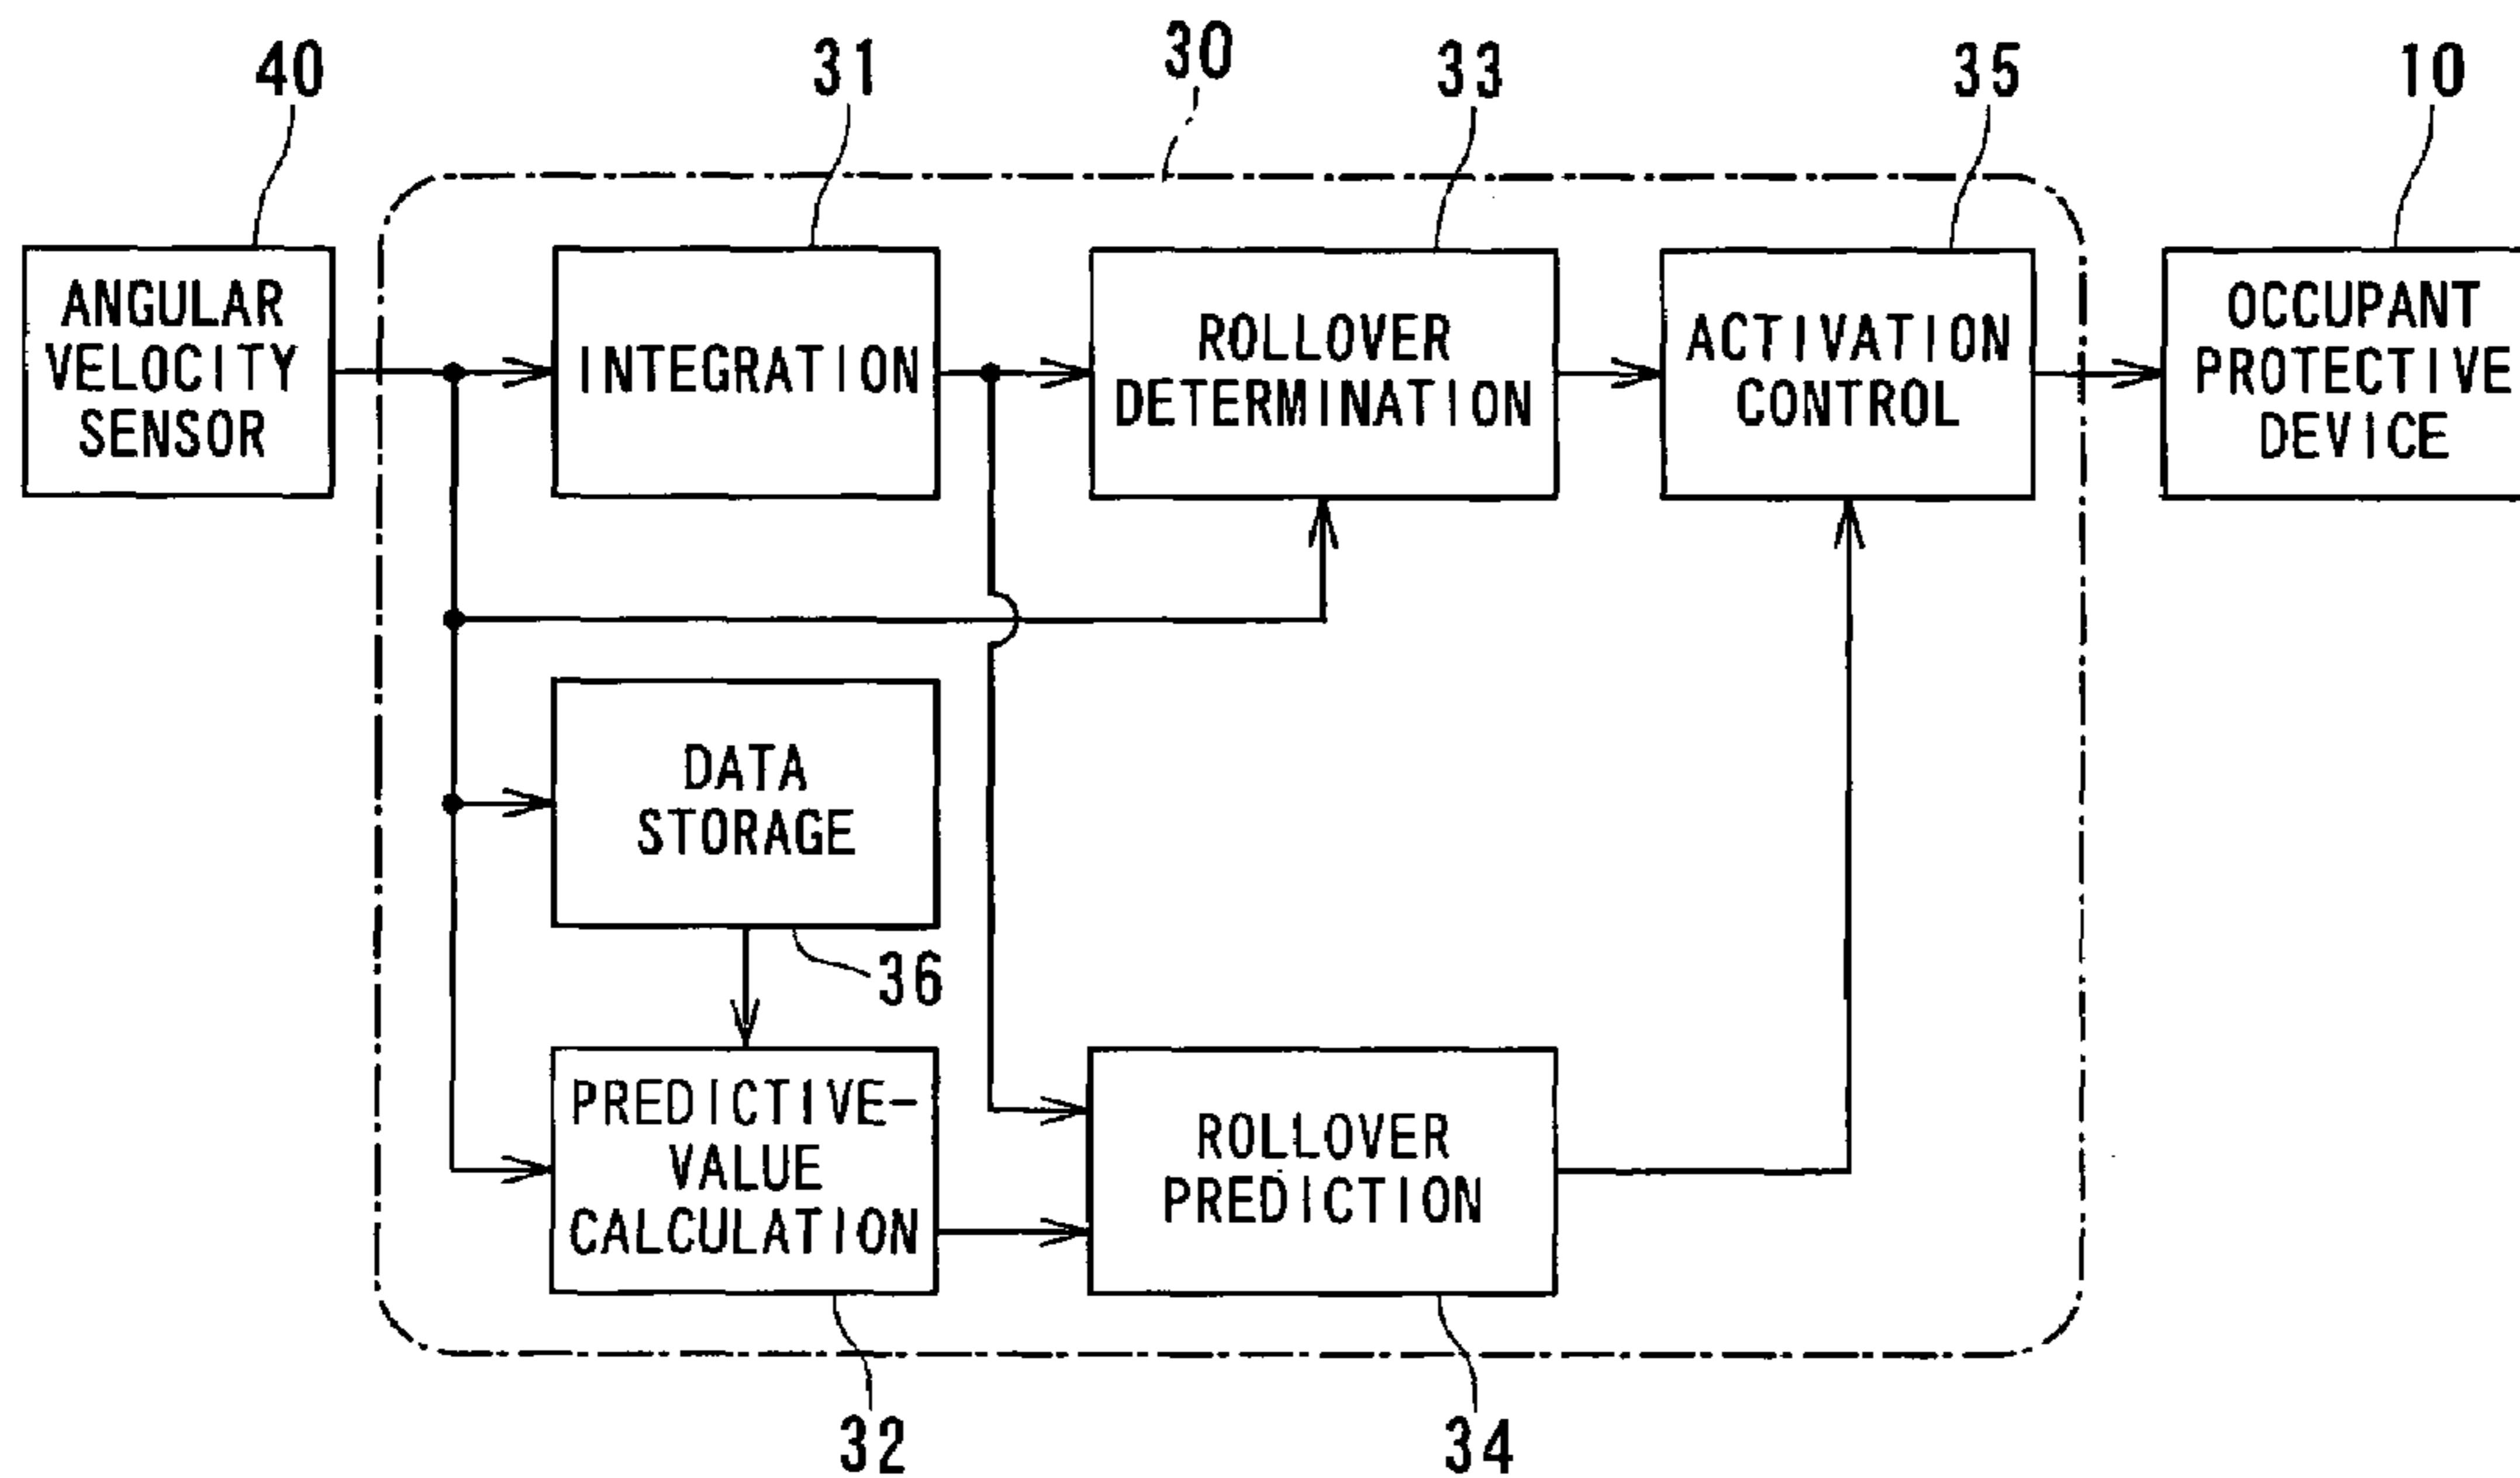 40
31
30
33
35
10
ANGULAR
VELOCITY
SENSOR
INTEGRATION
ROLLOVER
DETERMINATION
ACTIVATION
CONTROL
OCCUPANT
PROTECTIVE
DEVICE
DATA
STORAGE
36
PREDICTIVE-
VALUE
CALCULATION
ROLLOVER
PREDICTION
32
34